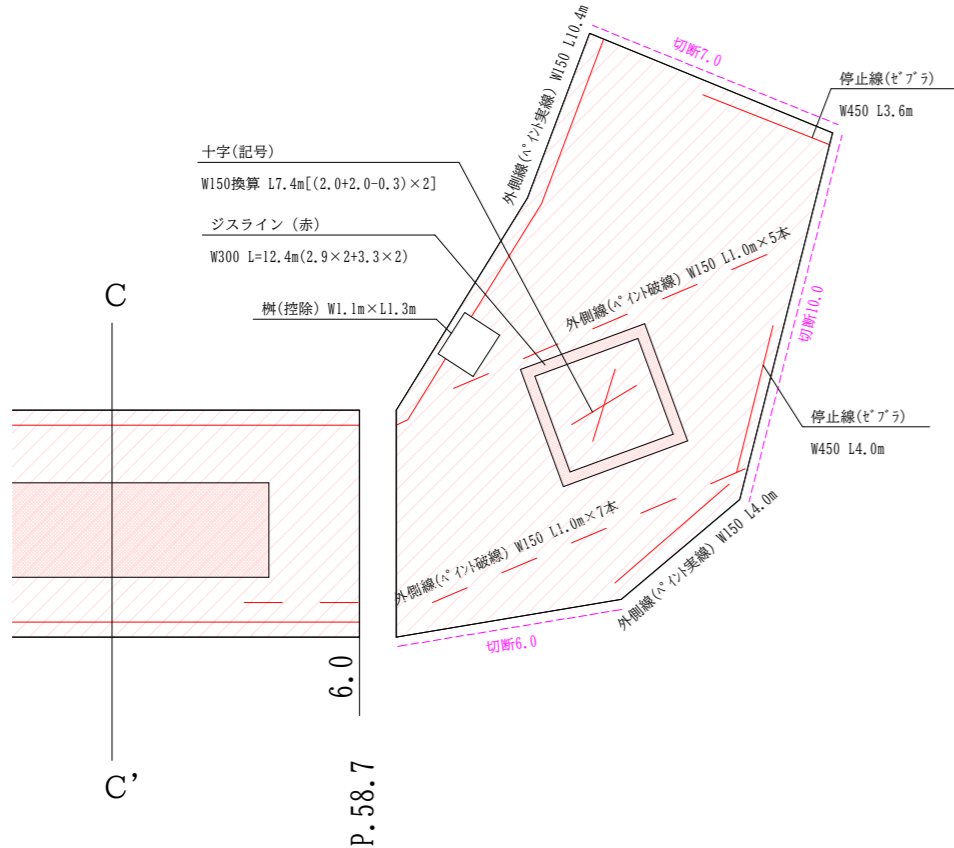 切断7.0
外側線(ﾍﾟｲﾝﾄ実線) W150 L10.4m
停止線(ｾﾞﾌﾞﾗ)
W450 L3.6m
十字(記号)
W150換算 L7.4m[(2.0+2.0-0.3)×2]
ジスライン (赤)
W300 L=12.4m(2.9×2+3.3×2)
桝(控除) W1.1m×L1.3m
外側線(ﾍﾟｲﾝﾄ破線) W150 L1.0m×5本
切断10.0
C
停止線(ｾﾞﾌﾞﾗ)
W450 L4.0m
外側線(ﾍﾟｲﾝﾄ破線) W150 L1.0m×7本
外側線(ﾍﾟｲﾝﾄ実線) W150 L4.0m
切断6.0
6.0
C’
P.58.7